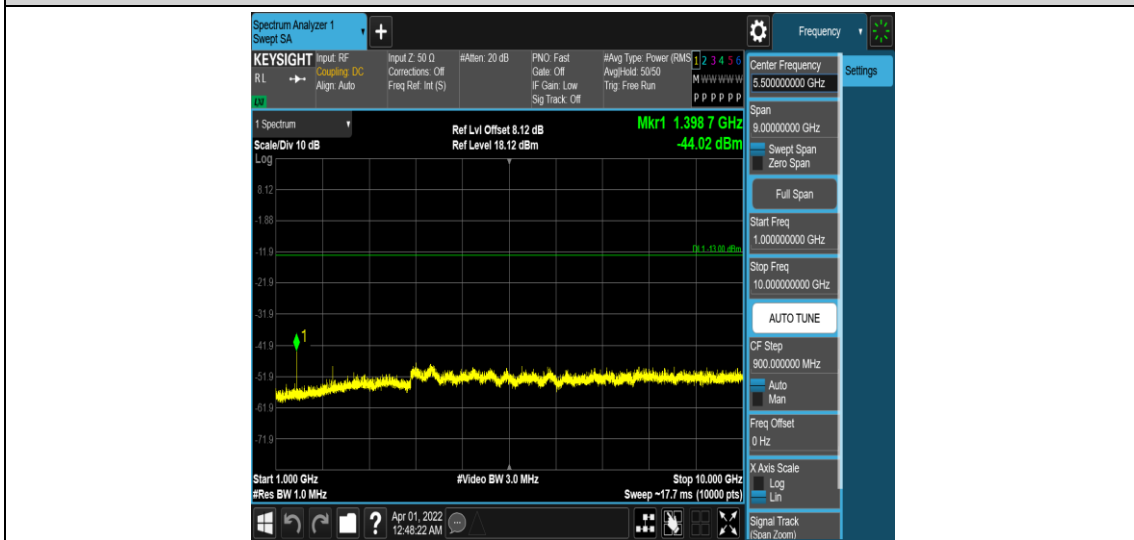 Spectrum Analyzer 1
Swept SA
+
Frequency
KEYSIGHT
RL
LXI
Input: RF
Coupling: DC
Align: Auto
Input Z: 50 Ω
Corrections: Off
Freq Ref: Int (S)
#Atten: 20 dB
PNO: Fast
Gate: Off
IF Gain: Low
Sig Track: Off
#Avg Type: Power (RMS
Avg|Hold: 50/50
Trig: Free Run
1 2 3 4 5 6
M W W W W W
P P P P P P
Center Frequency
5.500000000 GHz
Settings
1 Spectrum
Scale/Div 10 dB
Log
Ref Lvl Offset 8.12 dB
Ref Level 18.12 dBm
Mkr1 1.398 7 GHz
-44.02 dBm
8.12
-1.88
-11.9
-21.9
-31.9
-41.9
-51.9
-61.9
-71.9
DL1 -13.00 dBm
1
Start 1.000 GHz
#Res BW 1.0 MHz
#Video BW 3.0 MHz
Stop 10.000 GHz
Sweep ~17.7 ms (10000 pts)
Span
9.00000000 GHz
Swept Span
Zero Span
Full Span
Start Freq
1.000000000 GHz
Stop Freq
10.000000000 GHz
AUTO TUNE
CF Step
900.000000 MHz
Auto
Man
Freq Offset
0 Hz
X Axis Scale
Log
Lin
Signal Track
(Span Zoom)
?
Apr 01, 2022
12:48:22 AM